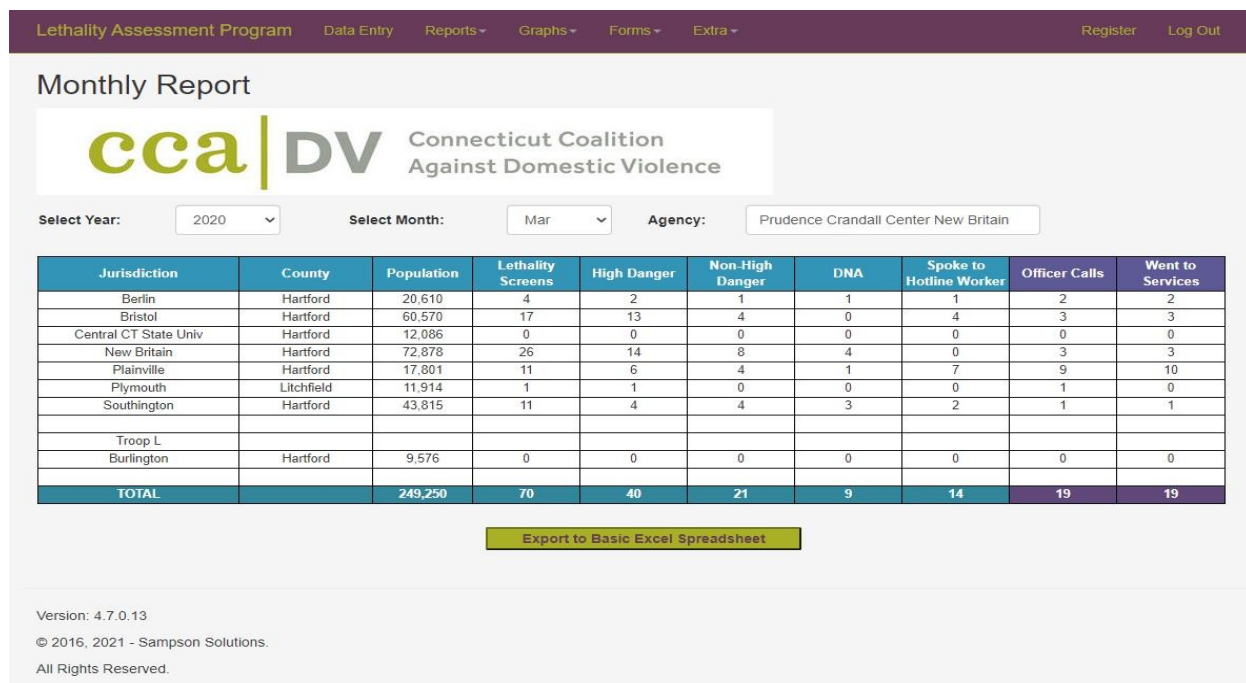 Lethality Assessment Program Data Entry Reports Graphs Forms Extra Register Log Out
Monthly Report
cca DV Connecticut Coalition
Against Domestic Violence
Select Year: 2020 Select Month: Mar Agency: Prudence Crandall Center New Britain
Jurisdiction County Population Lethality Screens High Danger Non-High Danger DNA Spoke to Hotline Worker Officer Calls Went to Services
Berlin Hartford 20,610 4 2 1 1 1 2 2
Bristol Hartford 60,570 17 13 4 0 4 3 3
Central CT State Univ Hartford 12,086 0 0 0 0 0 0 0
New Britain Hartford 72,878 26 14 8 4 0 3 3
Plainville Hartford 17,801 11 6 4 1 7 9 10
Plymouth Litchfield 11,914 1 1 0 0 0 1 0
Southington Hartford 43,815 11 4 4 3 2 1 1
Troop L
Burlington Hartford 9,576 0 0 0 0 0 0 0
TOTAL 249,250 70 40 21 9 14 19 19
Export to Basic Excel Spreadsheet
Version: 4.7.0.13
© 2016, 2021 - Sampson Solutions.
All Rights Reserved.